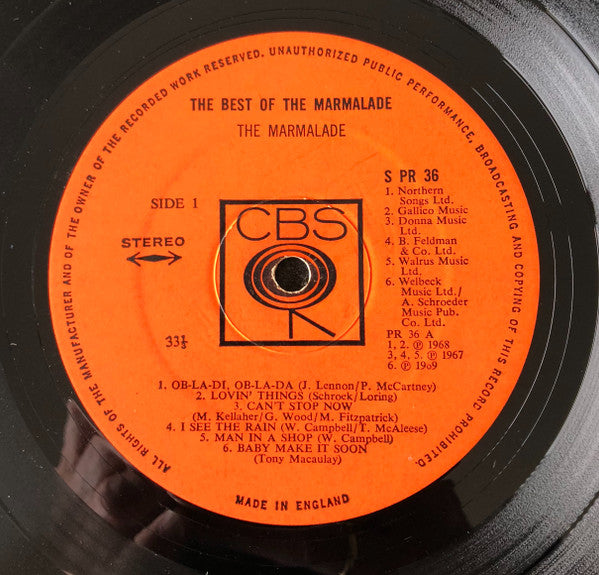 ALL RIGHTS OF THE MANUFACTURER AND OF THE OWNER OF THE RECORDED WORK RESERVED. UNAUTHORIZED PUBLIC PERFORMANCE, BROADCASTING AND COPYING OF THIS RECORD PROHIBITED.
THE BEST OF THE MARMALADE
THE MARMALADE
SIDE 1
STEREO
33⅓
CBS
S PR 36
1. Northern
Songs Ltd.
2. Gallico Music
3. Donna Music
Ltd.
4. B. Feldman
& Co. Ltd.
5. Walrus Music
Ltd.
6. Welbeck
Music Ltd./
A. Schroeder
Music Pub.
Co. Ltd.
PR 36 A
1, 2. ℗ 1968
3, 4, 5. ℗ 1967
6. ℗ 19o9
1. OB-LA-DI, OB-LA-DA (J. Lennon/P. McCartney)
2. LOVIN' THINGS (Schrock/Loring)
3. CAN'T STOP NOW
(M. Kellaher/G. Wood/M. Fitzpatrick)
4. I SEE THE RAIN (W. Campbell/T. McAleese)
5. MAN IN A SHOP (W. Campbell)
6. BABY MAKE IT SOON
(Tony Macaulay)
MADE IN ENGLAND